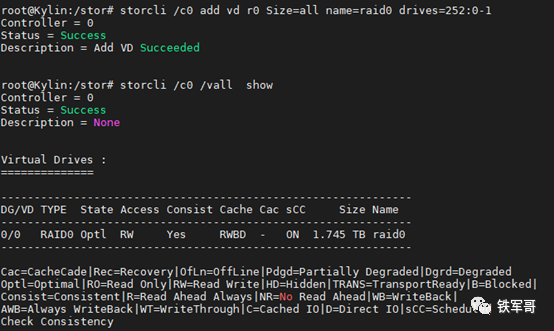 root@Kylin:/stor# storcli /c0 add vd r0 Size=all name=raid0 drives=252:0-1
Controller = 0
Status = Success
Description = Add VD Succeeded
root@Kylin:/stor# storcli /c0 /vall  show
Controller = 0
Status = Success
Description = None
Virtual Drives :
==============
---------------------------------------------------------------
DG/VD TYPE  State Access Consist Cache Cac sCC     Size Name
---------------------------------------------------------------
0/0   RAID0 Optl  RW     Yes     RWBD  -   ON  1.745 TB raid0
---------------------------------------------------------------
Cac=CacheCade|Rec=Recovery|OfLn=OffLine|Pdgd=Partially Degraded|Dgrd=Degraded
Optl=Optimal|RO=Read Only|RW=Read Write|HD=Hidden|TRANS=TransportReady|B=Blocked|
Consist=Consistent|R=Read Ahead Always|NR=No Read Ahead|WB=WriteBack|
AWB=Always WriteBack|WT=WriteThrough|C=Cached IO|D=Direct IO|sCC=Scheduled
Check Consistency
铁军哥